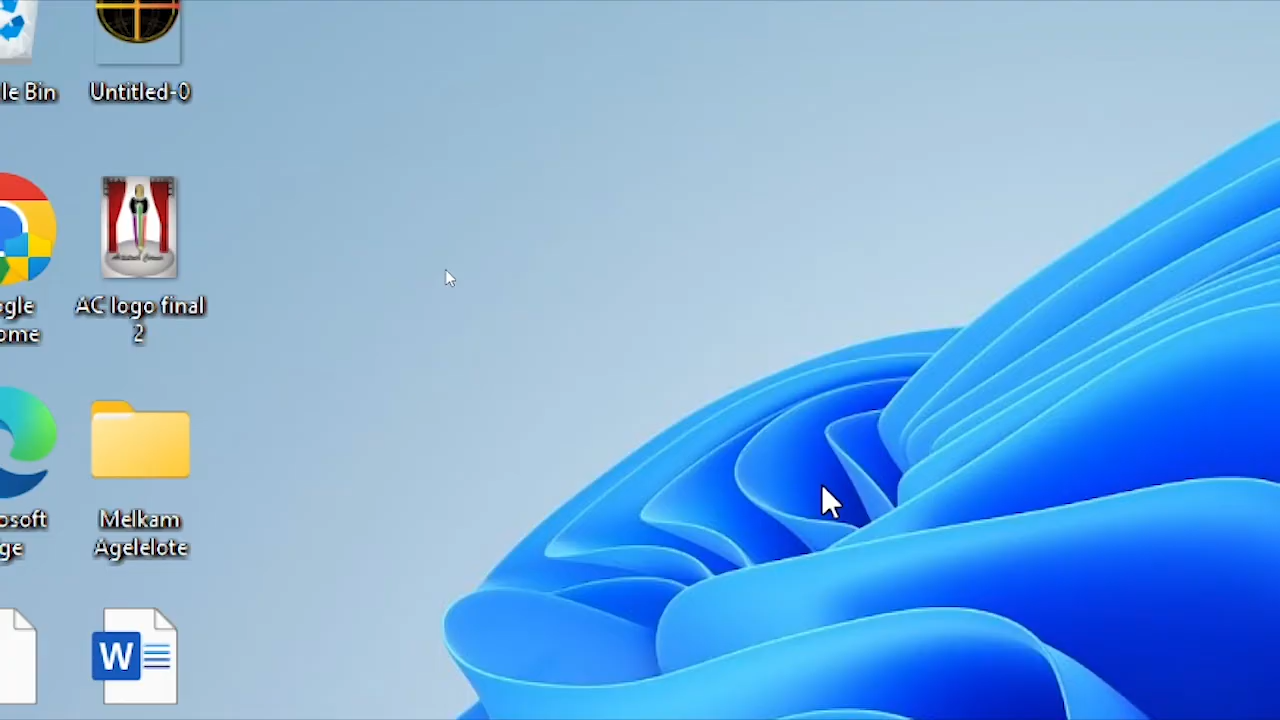 le Bin
Untitled-0
gle
ome
AC logo final
2
osoft
ge
Melkam
Agelelote
W